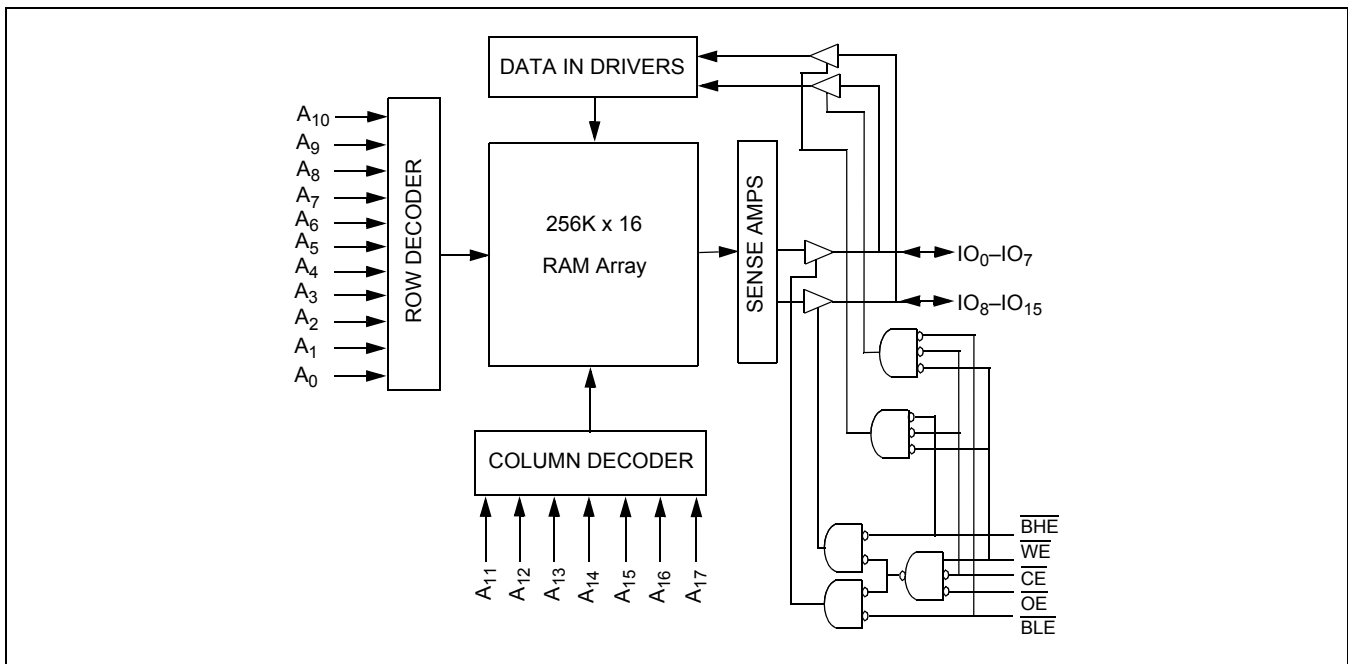 DATA IN DRIVERS
A10
A9
A8
A7
A6
A5
A4
A3
A2
A1
A0
ROW DECODER
256K x 16
RAM Array
SENSE AMPS
IO0–IO7
IO8–IO15
COLUMN DECODER
A11
A12
A13
A14
A15
A16
A17
BHE
WE
CE
OE
BLE